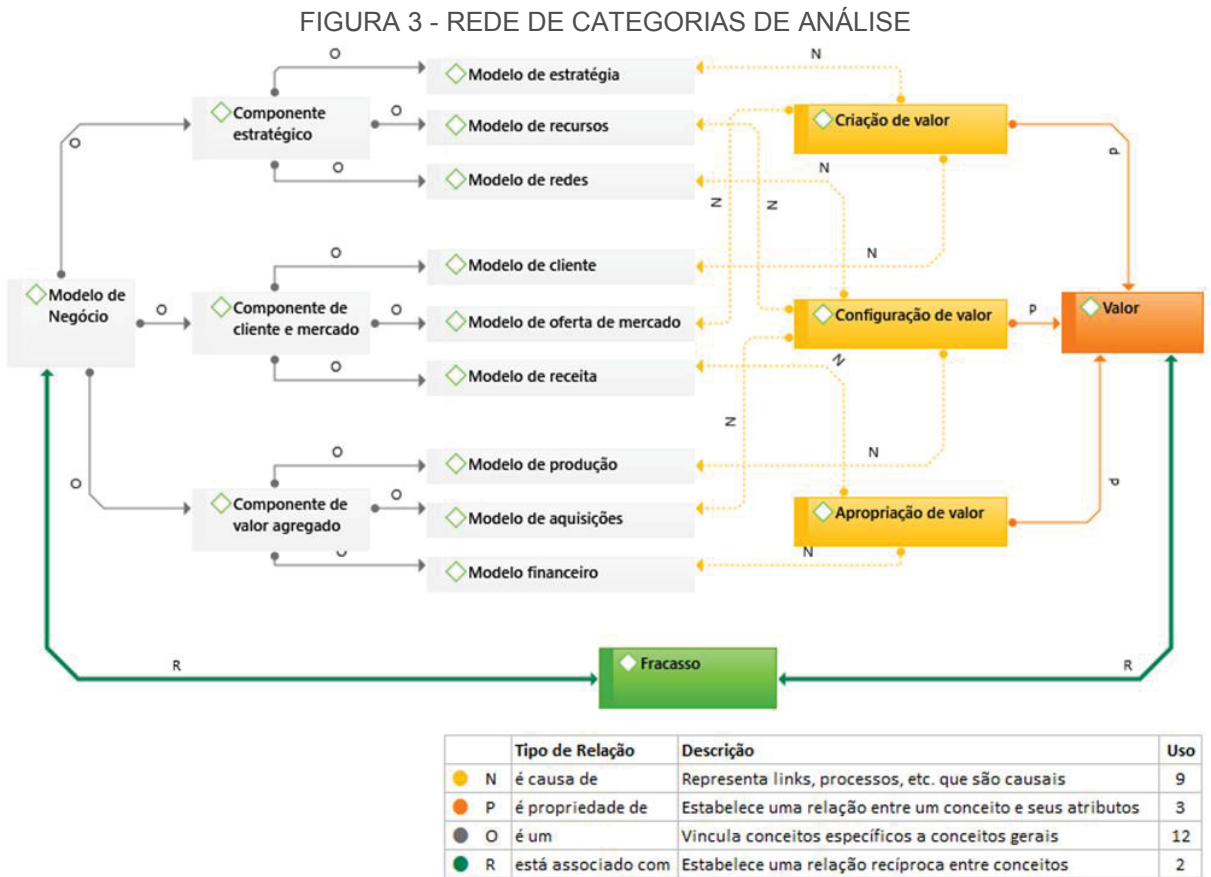 FIGURA 3 - REDE DE CATEGORIAS DE ANÁLISE
O
N
Modelo de estratégia
Componente
estratégico
O
Modelo de recursos
Criação de valor
O
O
Modelo de redes
N
P
N
N
O
Modelo de cliente
N
Modelo de
Negócio
O
Componente de
cliente e mercado
O
Modelo de oferta de mercado
Configuração de valor
P
Valor
O
Modelo de receita
N
N
O
Modelo de produção
N
O
Componente de
valor agregado
O
Modelo de aquisições
Apropriação de valor
P
O
Modelo financeiro
N
R
Fracasso
R
Tipo de Relação Descrição Uso
N é causa de Representa links, processos, etc. que são causais 9
P é propriedade de Estabelece uma relação entre um conceito e seus atributos 3
O é um Vincula conceitos específicos a conceitos gerais 12
R está associado com Estabelece uma relação recíproca entre conceitos 2